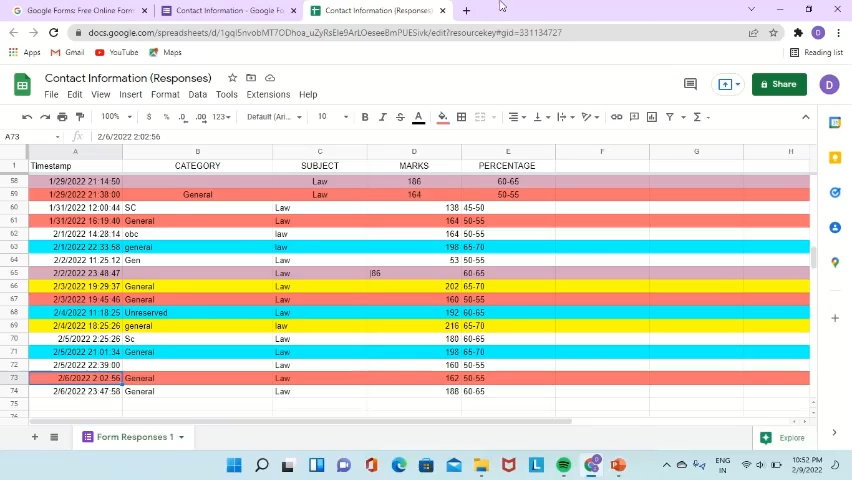 Google Forms: Free Online Form
Contact Information - Google Fo
Contact Information (Responses)
docs.google.com/spreadsheets/d/1gqI5nvobMT7ODhoa_uZyRsEle9ArLOeseeBmPUESivk/edit?resourcekey#gid=331134727
Apps Gmail YouTube Maps Reading list
Contact Information (Responses)
File Edit View Insert Format Data Tools Extensions Help
Share D
100% $ % .0 .00 123 Default (Ari... 10 B I S A
A73 fx 2/6/2022 2:02:56
A B C D E F G H
1 Timestamp CATEGORY SUBJECT MARKS PERCENTAGE
58 1/29/2022 21:14:50 Law 186 60-65
59 1/29/2022 21:38:00 General Law 164 50-55
60 1/31/2022 12:00:44 SC Law 138 45-50
61 1/31/2022 16:19:40 General Law 164 50-55
62 2/1/2022 14:28:14 obc law 164 50-55
63 2/1/2022 22:33:58 general law 198 65-70
64 2/2/2022 11:25:12 Gen Law 53 50-55
65 2/2/2022 23:48:47 Law |86 60-65
66 2/3/2022 19:29:37 General Law 202 65-70
67 2/3/2022 19:45:46 General Law 160 50-55
68 2/4/2022 11:18:25 Unreserved Law 192 60-65
69 2/4/2022 18:25:26 general law 216 65-70
70 2/5/2022 2:25:26 Sc Law 180 60-65
71 2/5/2022 21:01:34 General Law 198 65-70
72 2/5/2022 22:39:00 Law 160 50-55
73 2/6/2022 2:02:56 General Law 162 50-55
74 2/6/2022 23:47:58 General Law 188 60-65
75
76
Form Responses 1 Explore
ENG
IN
10:52 PM
2/9/2022